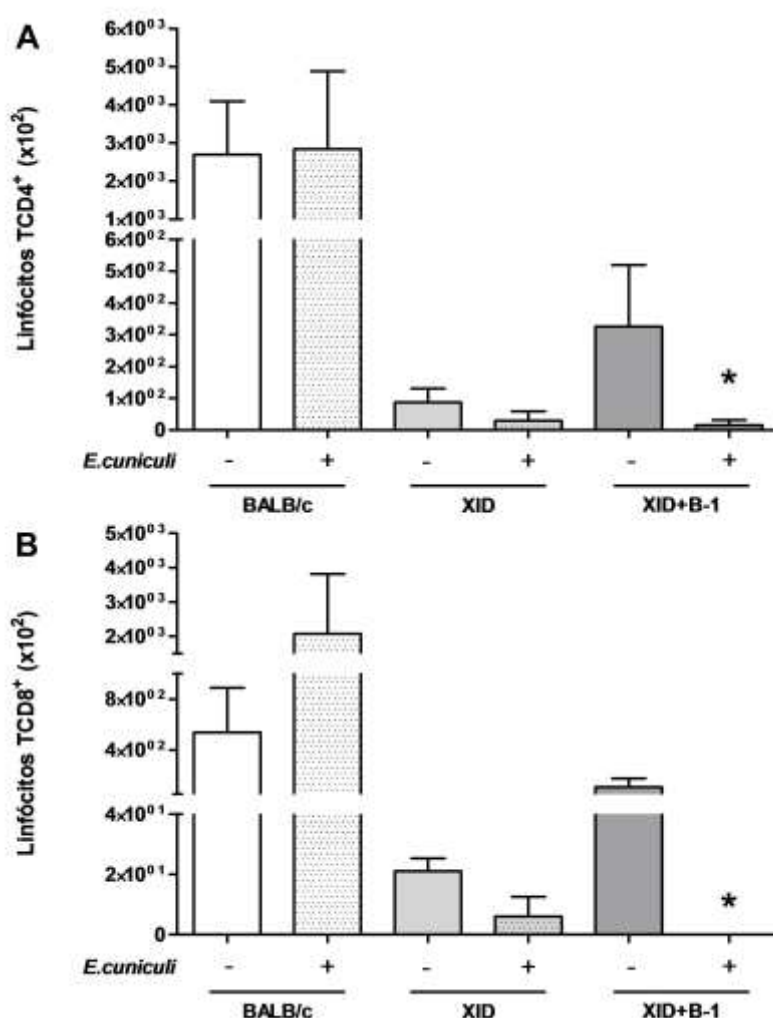 A
Linfócitos TCD4⁺ (x10²)
6x10⁰³
5x10⁰³
4x10⁰³
3x10⁰³
2x10⁰³
1x10⁰³
6x10⁰²
5x10⁰²
4x10⁰²
3x10⁰²
2x10⁰²
1x10⁰²
0
*
E.cuniculi - + - + - +
BALB/c XID XID+B-1
B
Linfócitos TCD8⁺ (x10²)
5x10⁰³
4x10⁰³
3x10⁰³
2x10⁰³
8x10⁰²
4x10⁰²
4x10⁰¹
2x10⁰¹
0
*
E.cuniculi - + - + - +
BALB/c XID XID+B-1